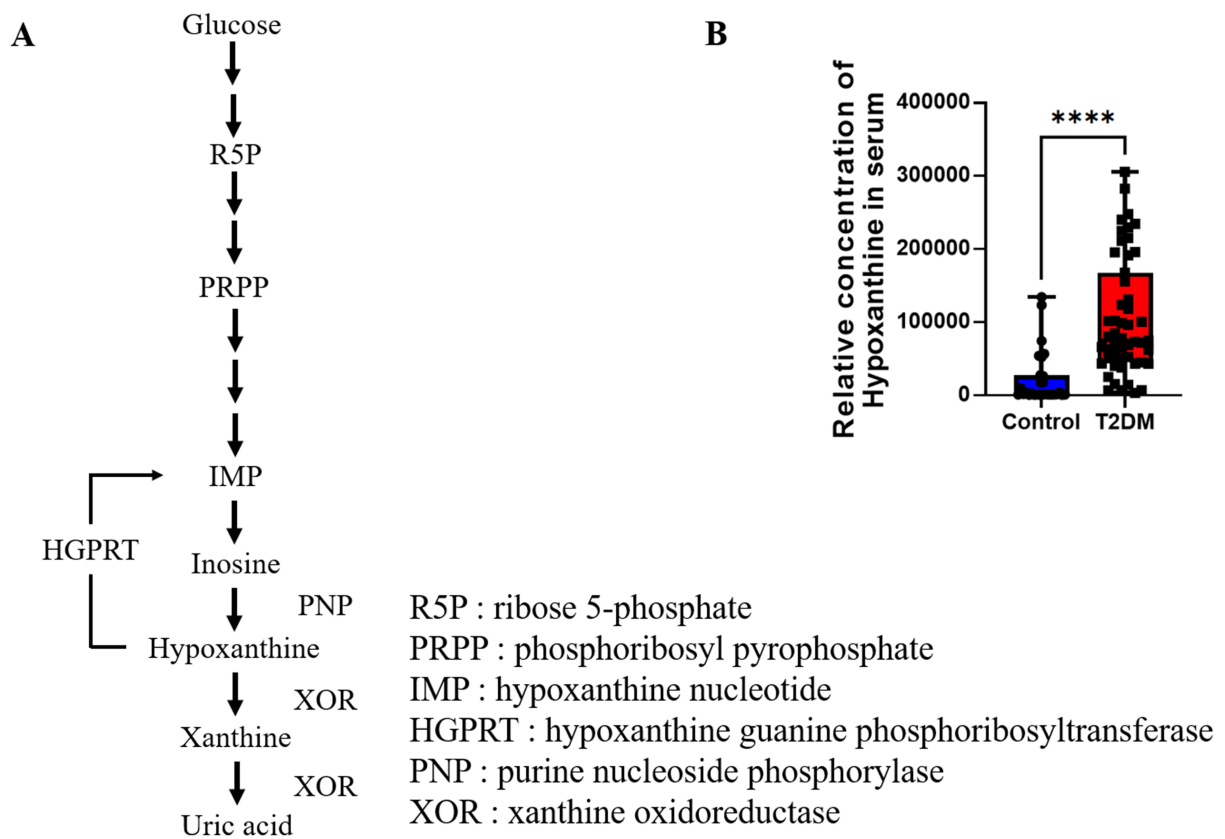 A
Glucose
R5P
PRPP
IMP
HGPRT
Inosine
PNP
Hypoxanthine
XOR
Xanthine
XOR
Uric acid
R5P : ribose 5-phosphate
PRPP : phosphoribosyl pyrophosphate
IMP : hypoxanthine nucleotide
HGPRT : hypoxanthine guanine phosphoribosyltransferase
PNP : purine nucleoside phosphorylase
XOR : xanthine oxidoreductase
B
Relative concentration of
Hypoxanthine in serum
400000
300000
200000
100000
0
****
Control T2DM